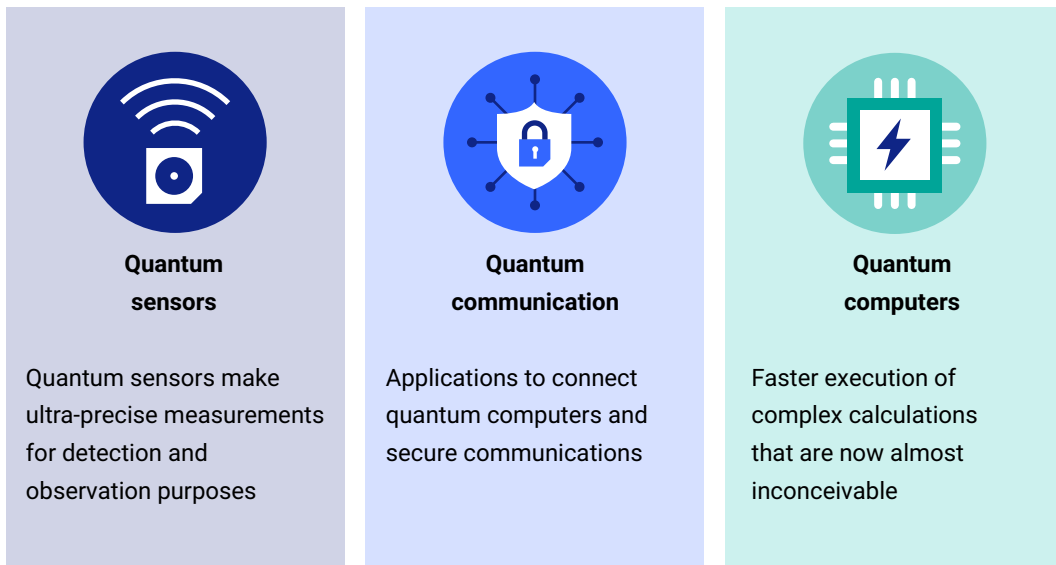 Quantum
sensors
Quantum sensors make
ultra-precise measurements
for detection and
observation purposes
Quantum
communication
Applications to connect
quantum computers and
secure communications
Quantum
computers
Faster execution of
complex calculations
that are now almost
inconceivable